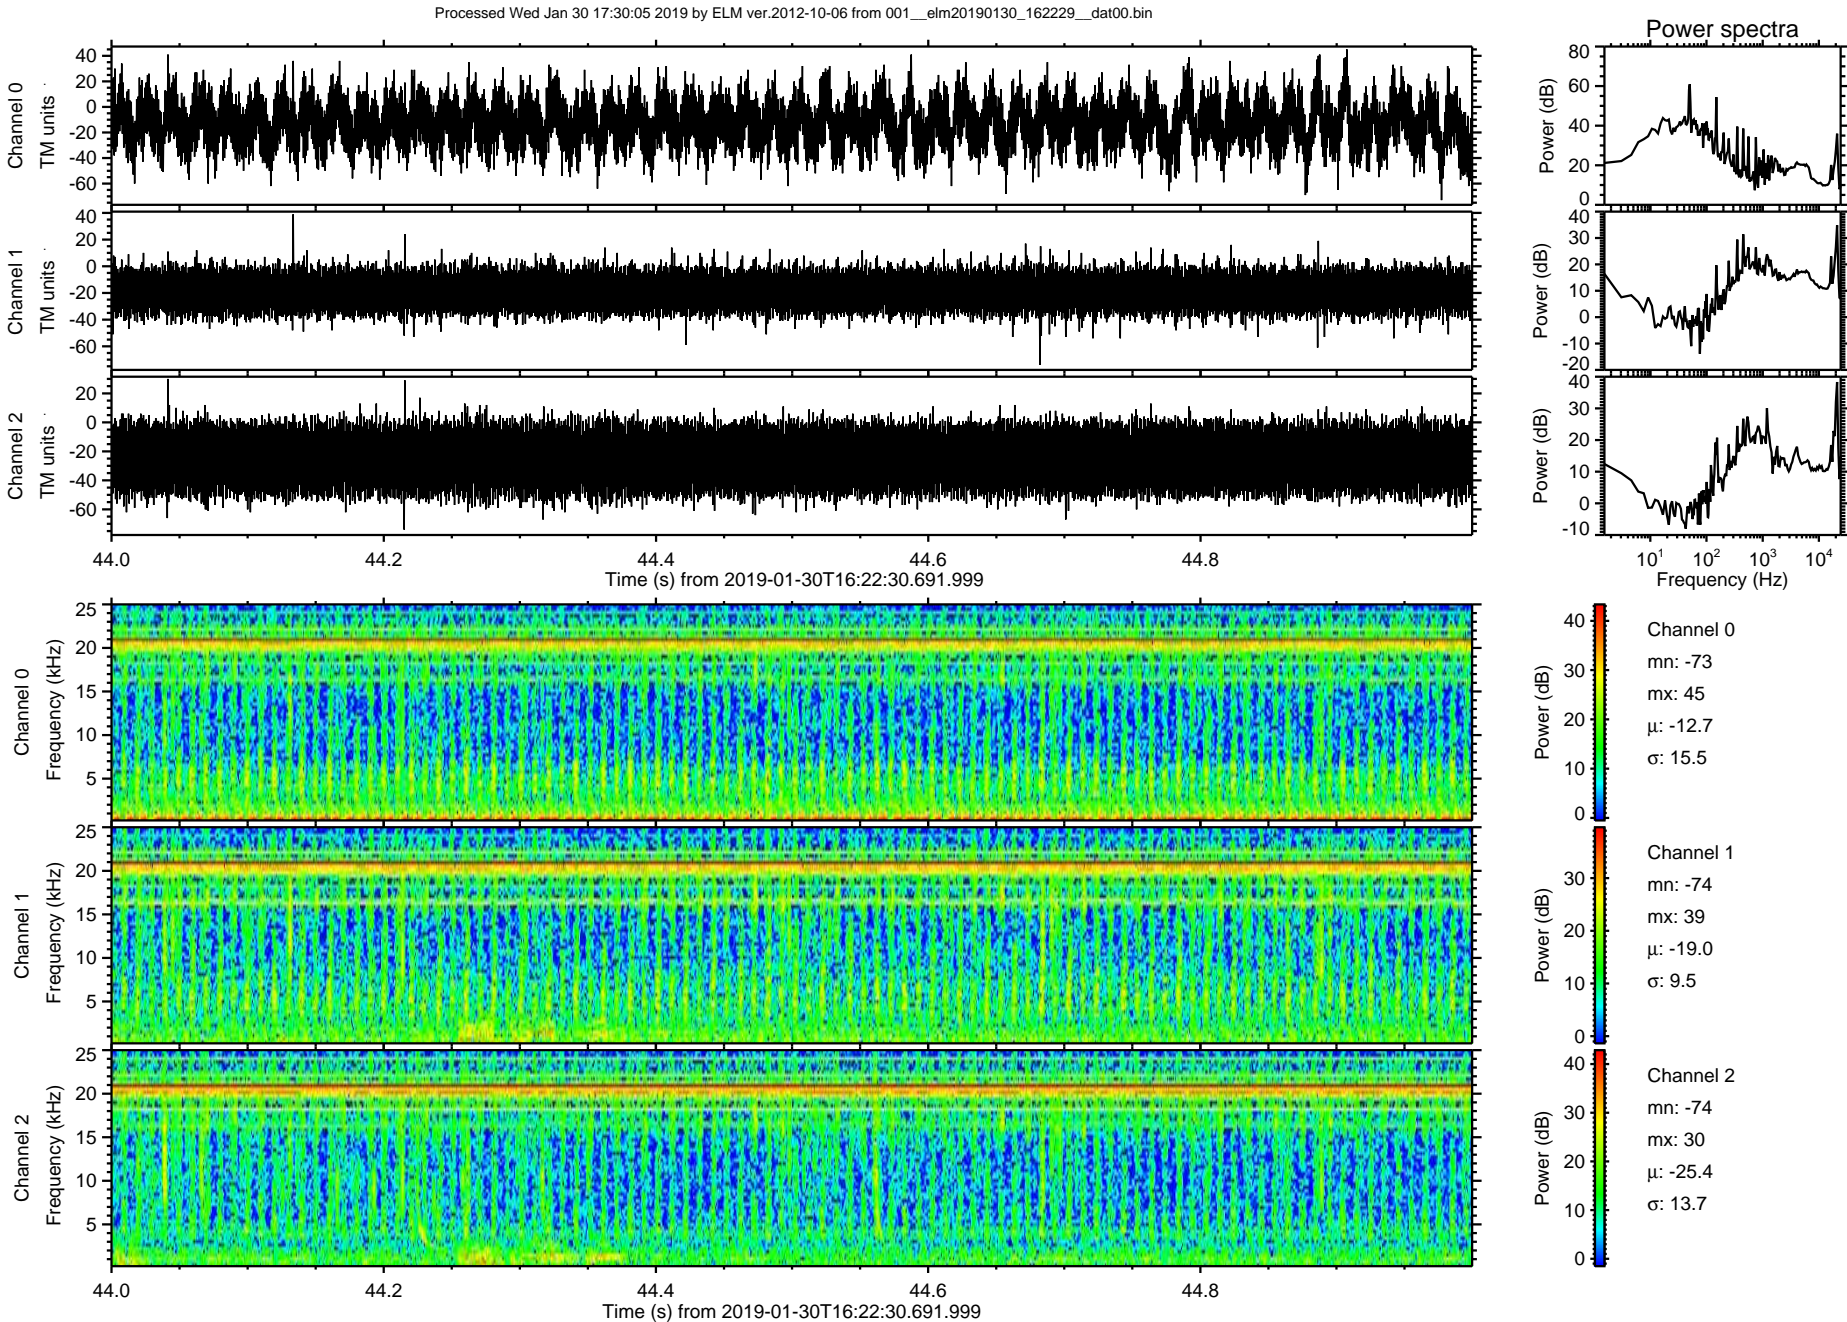 Processed Wed Jan 30 17:30:05 2019 by ELM ver.2012-10-06 from 001__elm20190130_162229__dat00.bin
Power spectra
Channel 0
TM units
40
20
0
-20
-40
-60
Power (dB)
80
60
40
20
0
Channel 1
TM units
40
20
0
-20
-40
-60
Power (dB)
40
30
20
10
0
-10
-20
Channel 2
TM units
20
0
-20
-40
-60
Power (dB)
40
30
20
10
0
-10
44.0 44.2 44.4 44.6 44.8
Time (s) from 2019-01-30T16:22:30.691.999
10¹ 10² 10³ 10⁴
Frequency (Hz)
Channel 0
Frequency (kHz)
25
20
15
10
5
Power (dB)
40
30
20
10
0
Channel 0
mn: -73
mx: 45
µ: -12.7
σ: 15.5
Channel 1
Frequency (kHz)
25
20
15
10
5
Power (dB)
30
20
10
0
Channel 1
mn: -74
mx: 39
µ: -19.0
σ: 9.5
Channel 2
Frequency (kHz)
25
20
15
10
5
Power (dB)
40
30
20
10
0
Channel 2
mn: -74
mx: 30
µ: -25.4
σ: 13.7
44.0 44.2 44.4 44.6 44.8
Time (s) from 2019-01-30T16:22:30.691.999